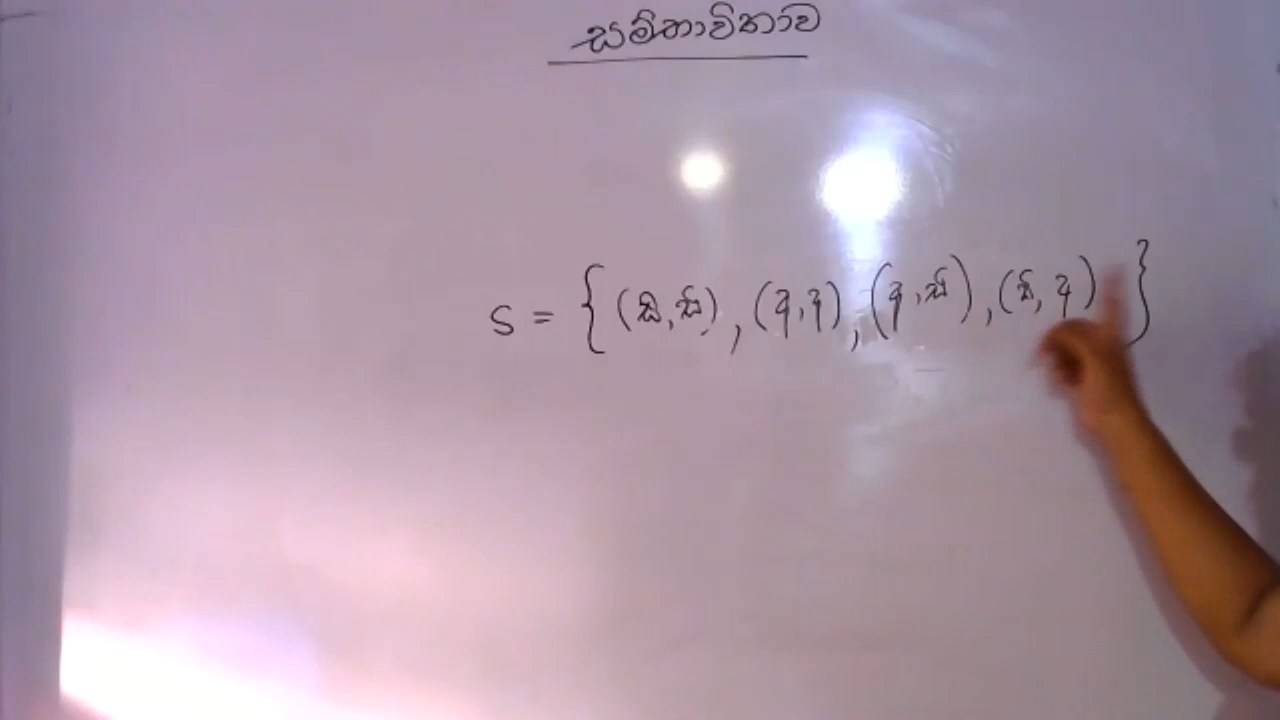 සම්භාවිතාව
S = { (සි, සි), (අ, අ), (අ, සි), (සි, අ) }